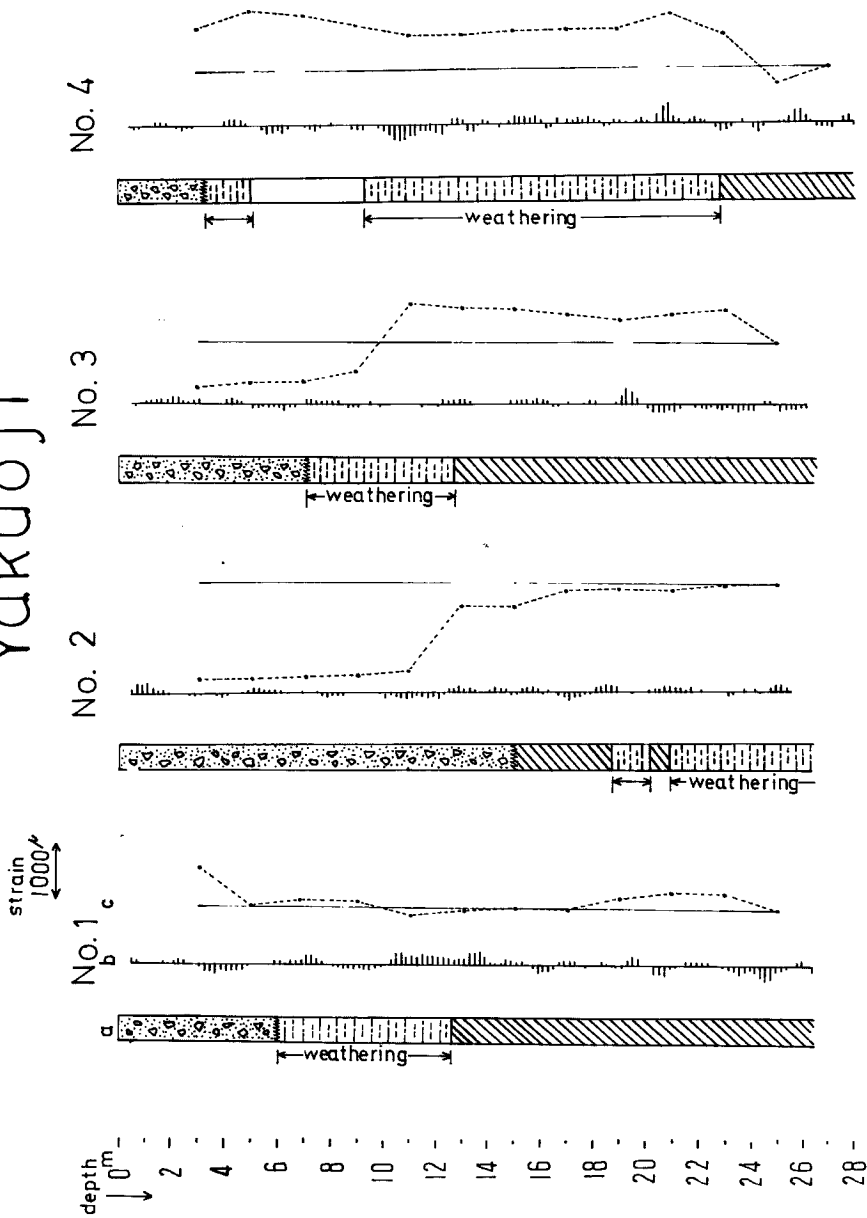 Yakuoji
No. 1
No. 2
No. 3
No. 4
strain
1000μ
a
b
c
weathering
weathering
weathering
weathering
depth
0m
2
4
6
8
10
12
14
16
18
20
22
24
26
28